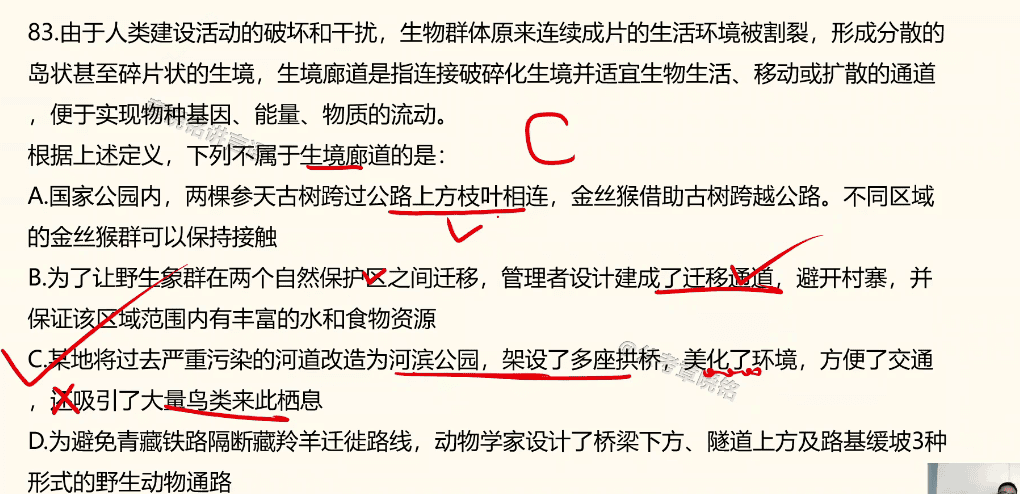 83.由于人类建设活动的破坏和干扰，生物群体原来连续成片的生活环境被割裂，形成分散的
岛状甚至碎片状的生境，生境廊道是指连接破碎化生境并适宜生物生活、移动或扩散的通道
，便于实现物种基因、能量、物质的流动。
C
根据上述定义，下列不属于生境廊道的是：
A.国家公园内，两棵参天古树跨过公路上方枝叶相连，金丝猴借助古树跨越公路。不同区域
的金丝猴群可以保持接触
B.为了让野生象群在两个自然保护区之间迁移，管理者设计建成了迁移通道，避开村寨，并
保证该区域范围内有丰富的水和食物资源
C.某地将过去严重污染的河道改造为河滨公园，架设了多座拱桥，美化了环境，方便了交通
，还吸引了大量鸟类来此栖息
D.为避免青藏铁路隔断藏羚羊迁徙路线，动物学家设计了桥梁下方、隧道上方及路基缓坡3种
形式的野生动物通路